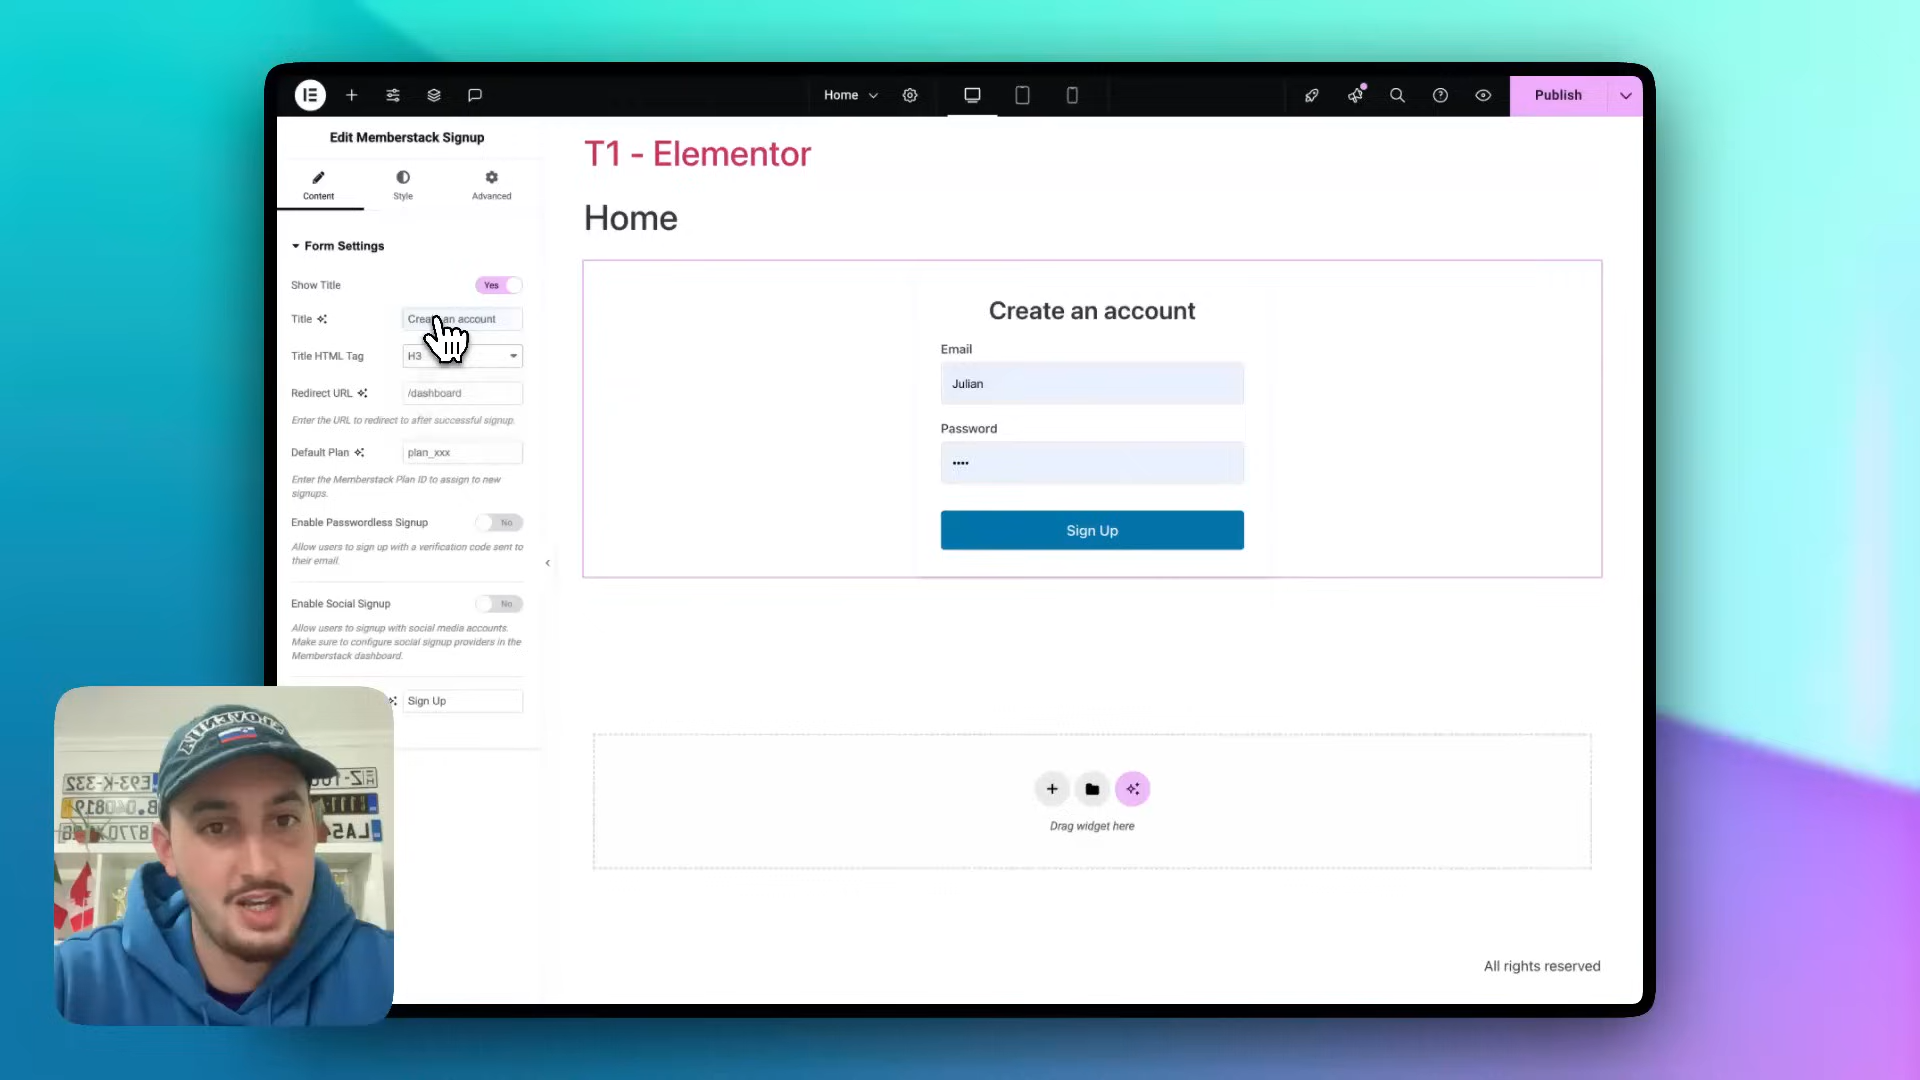 Home
Publish
Edit Memberstack Signup
Content
Style
Advanced
Form Settings
Show Title
Yes
Title
Create an account
Title HTML Tag
H3
Redirect URL
/dashboard
Enter the URL to redirect to after successful signup.
Default Plan
plan_xxx
Enter the Memberstack Plan ID to assign to new
signups.
Enable Passwordless Signup
No
Allow users to sign up with a verification code sent to
their email.
Enable Social Signup
No
Allow users to signup with social media accounts.
Make sure to configure social signup providers in the
Memberstack dashboard.
Sign Up
T1 - Elementor
Home
Create an account
Email
Julian
Password
••••
Sign Up
Drag widget here
All rights reserved
SLOVENIJA
E93-K-332